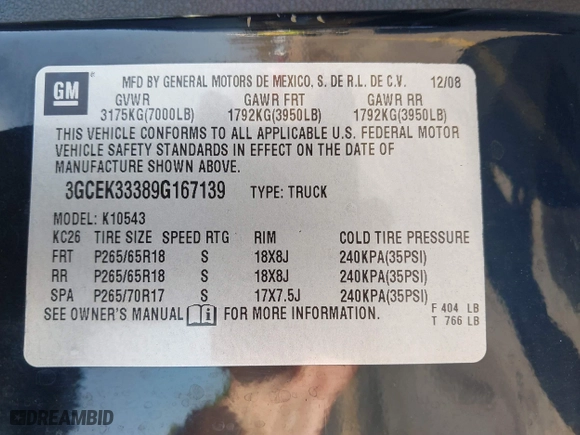 GM
MFD BY GENERAL MOTORS DE MEXICO, S. DE R.L. DE C.V. 12/08
GVWR GAWR FRT GAWR RR
3175KG(7000LB) 1792KG(3950LB) 1792KG(3950LB)
THIS VEHICLE CONFORMS TO ALL APPLICABLE U.S. FEDERAL MOTOR
VEHICLE SAFETY STANDARDS IN EFFECT ON THE DATE OF
MANUFACTURE SHOWN ABOVE.
3GCEK33389G167139 TYPE: TRUCK
MODEL: K10543
KC26 TIRE SIZE SPEED RTG RIM COLD TIRE PRESSURE
FRT P265/65R18 S 18X8J 240KPA(35PSI)
RR P265/65R18 S 18X8J 240KPA(35PSI)
SPA P265/70R17 S 17X7.5J 240KPA(35PSI)
SEE OWNER'S MANUAL FOR MORE INFORMATION.
F 404 LB
T 766 LB
DREAMBID